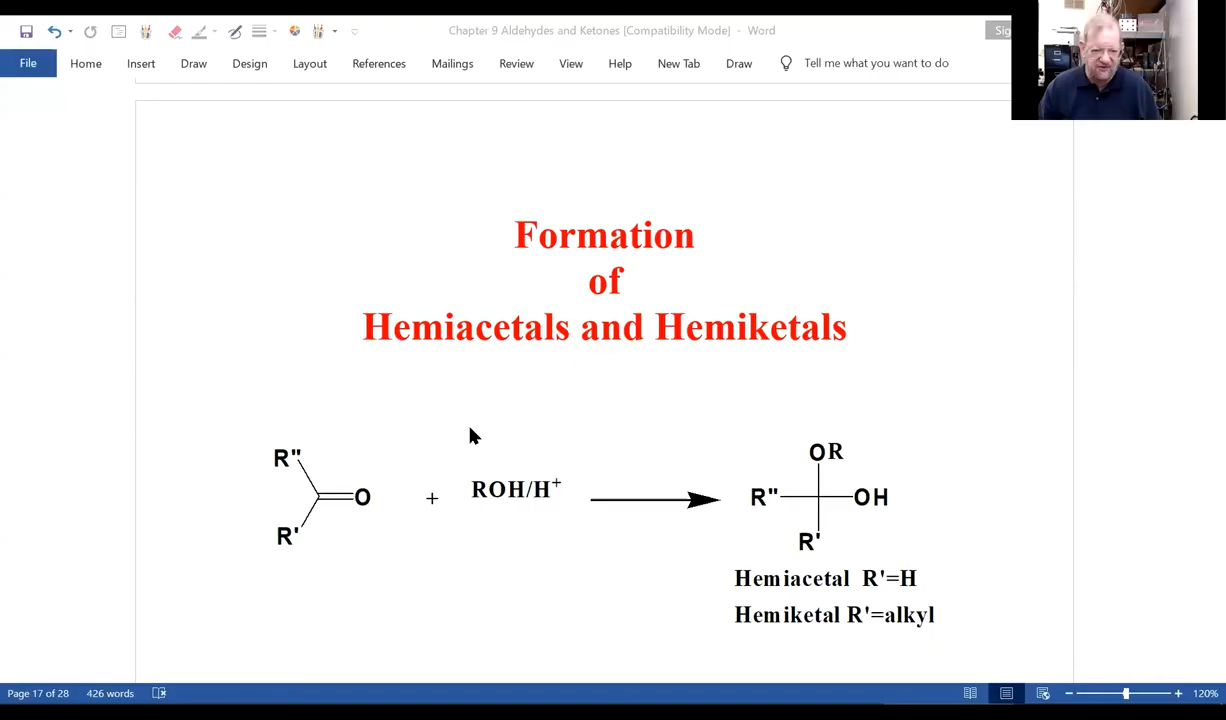 Chapter 9 Aldehydes and Ketones [Compatibility Mode] - Word
File Home Insert Draw Design Layout References Mailings Review View Help New Tab Draw Tell me what you want to do
Formation
of
Hemiacetals and Hemiketals
R" R' O + ROH/H+ OR R" OH R'
Hemiacetal R'=H
Hemiketal R'=alkyl
Page 17 of 28 426 words 120%